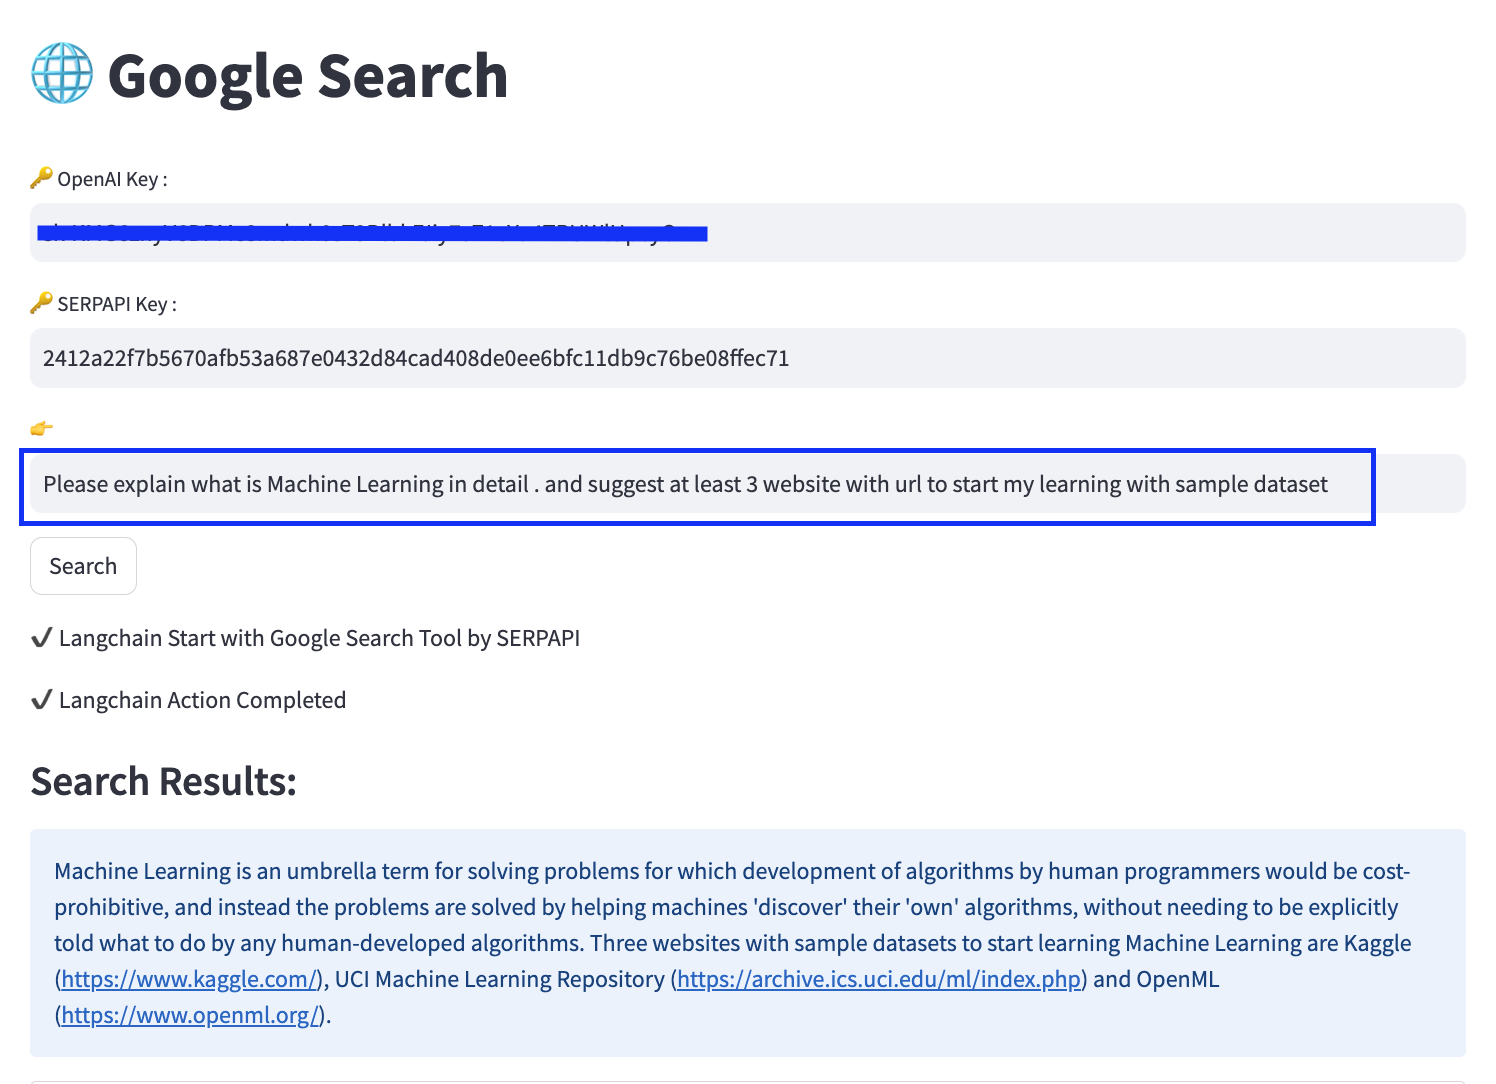 Google Search
OpenAI Key :
SERPAPI Key :
2412a22f7b5670afb53a687e0432d84cad408de0ee6bfc11db9c76be08ffec71
Please explain what is Machine Learning in detail . and suggest at least 3 website with url to start my learning with sample dataset
Search
Langchain Start with Google Search Tool by SERPAPI
Langchain Action Completed
Search Results:
Machine Learning is an umbrella term for solving problems for which development of algorithms by human programmers would be cost-
prohibitive, and instead the problems are solved by helping machines 'discover' their 'own' algorithms, without needing to be explicitly
told what to do by any human-developed algorithms. Three websites with sample datasets to start learning Machine Learning are Kaggle
(https://www.kaggle.com/), UCI Machine Learning Repository (https://archive.ics.uci.edu/ml/index.php) and OpenML
(https://www.openml.org/).